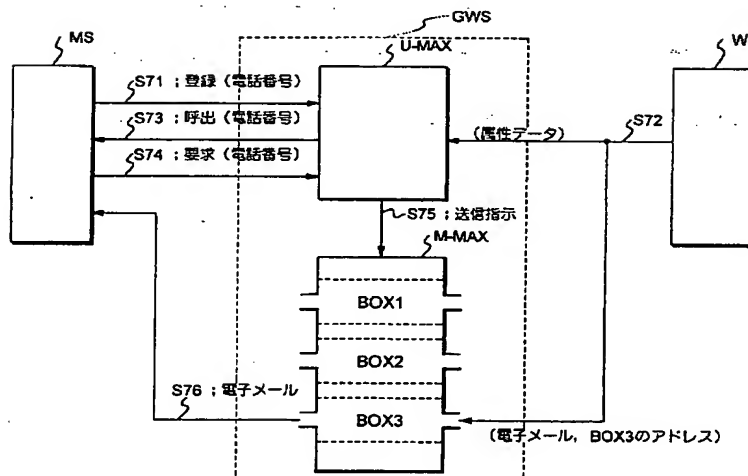 GWS
MS
U-MAX
W
S71 ; 登録 (電話番号)
S73 ; 呼出 (電話番号)
S74 ; 要求 (電話番号)
(属性データ)
S72
S75 ; 送信指示
M-MAX
BOX1
BOX2
BOX3
S76 ; 電子メール
(電子メール, BOX3のアドレス)